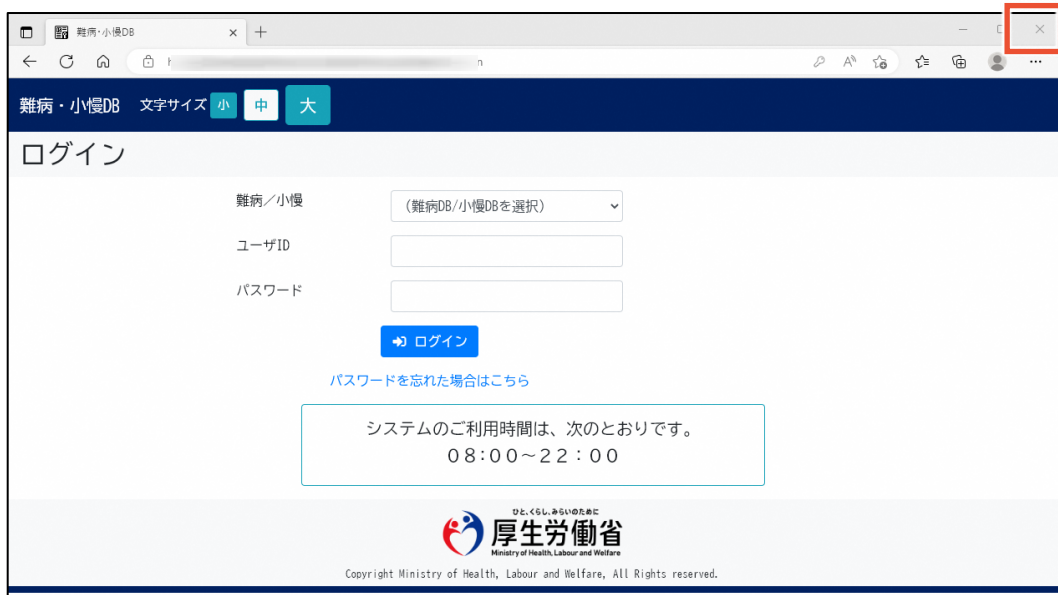 難病・小慢DB
難病・小慢DB 文字サイズ 小 中 大
ログイン
難病／小慢 (難病DB/小慢DBを選択)
ユーザID
パスワード
ログイン
パスワードを忘れた場合はこちら
システムのご利用時間は、次のとおりです。
０８:００～２２：００
ひと、くらし、みらいのために
厚生労働省
Ministry of Health, Labour and Welfare
Copyright Ministry of Health, Labour and Welfare, All Rights reserved.